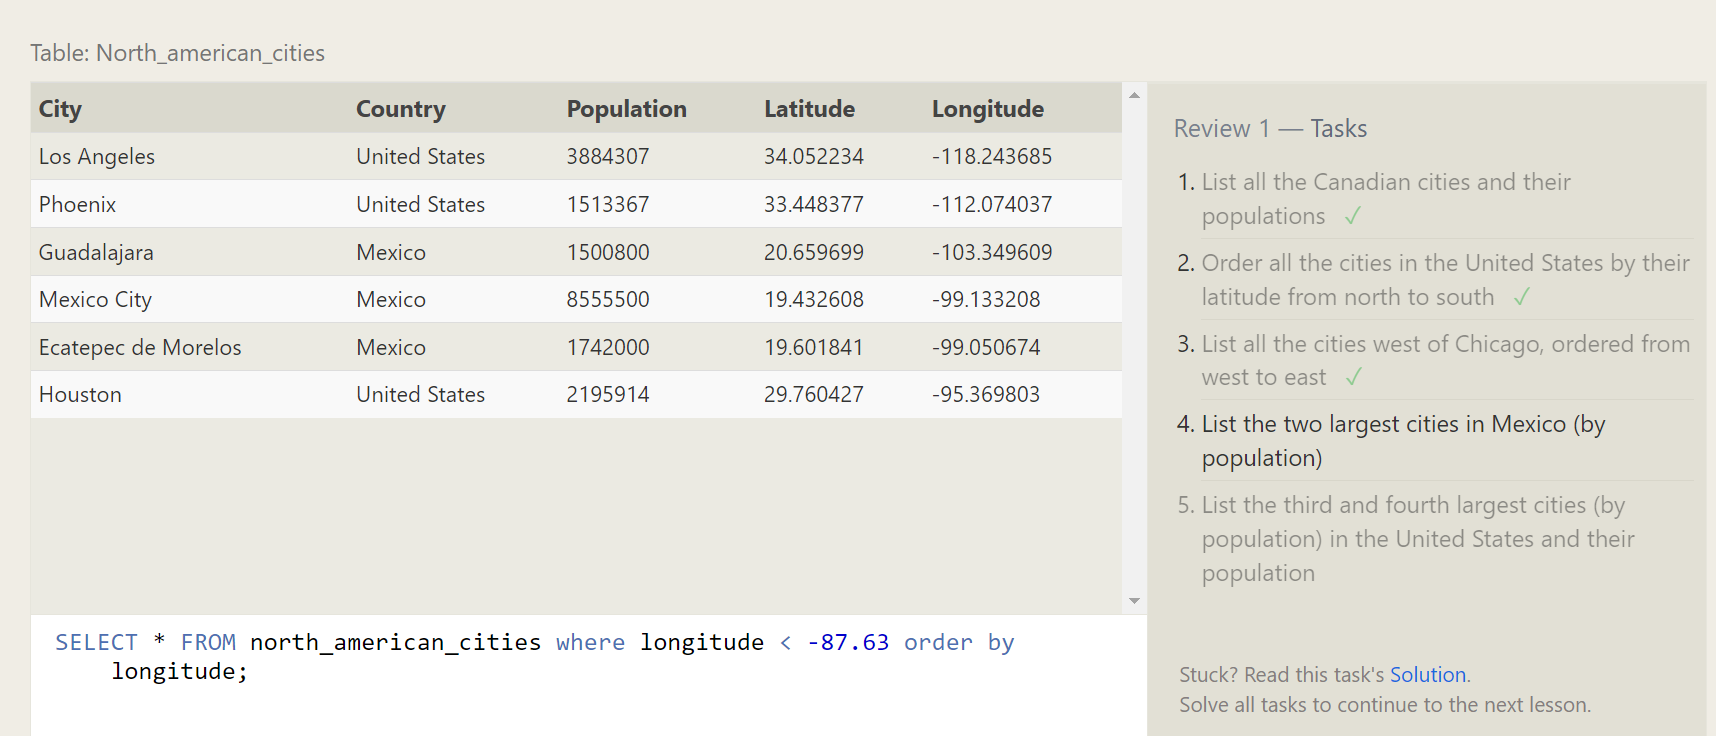 Table: North_american_cities
City Country Population Latitude Longitude
Los Angeles United States 3884307 34.052234 -118.243685
Phoenix United States 1513367 33.448377 -112.074037
Guadalajara Mexico 1500800 20.659699 -103.349609
Mexico City Mexico 8555500 19.432608 -99.133208
Ecatepec de Morelos Mexico 1742000 19.601841 -99.050674
Houston United States 2195914 29.760427 -95.369803
SELECT * FROM north_american_cities where longitude < -87.63 order by
longitude;
Review 1 — Tasks
1. List all the Canadian cities and their
populations ✓
2. Order all the cities in the United States by their
latitude from north to south ✓
3. List all the cities west of Chicago, ordered from
west to east ✓
4. List the two largest cities in Mexico (by
population)
5. List the third and fourth largest cities (by
population) in the United States and their
population
Stuck? Read this task's Solution.
Solve all tasks to continue to the next lesson.